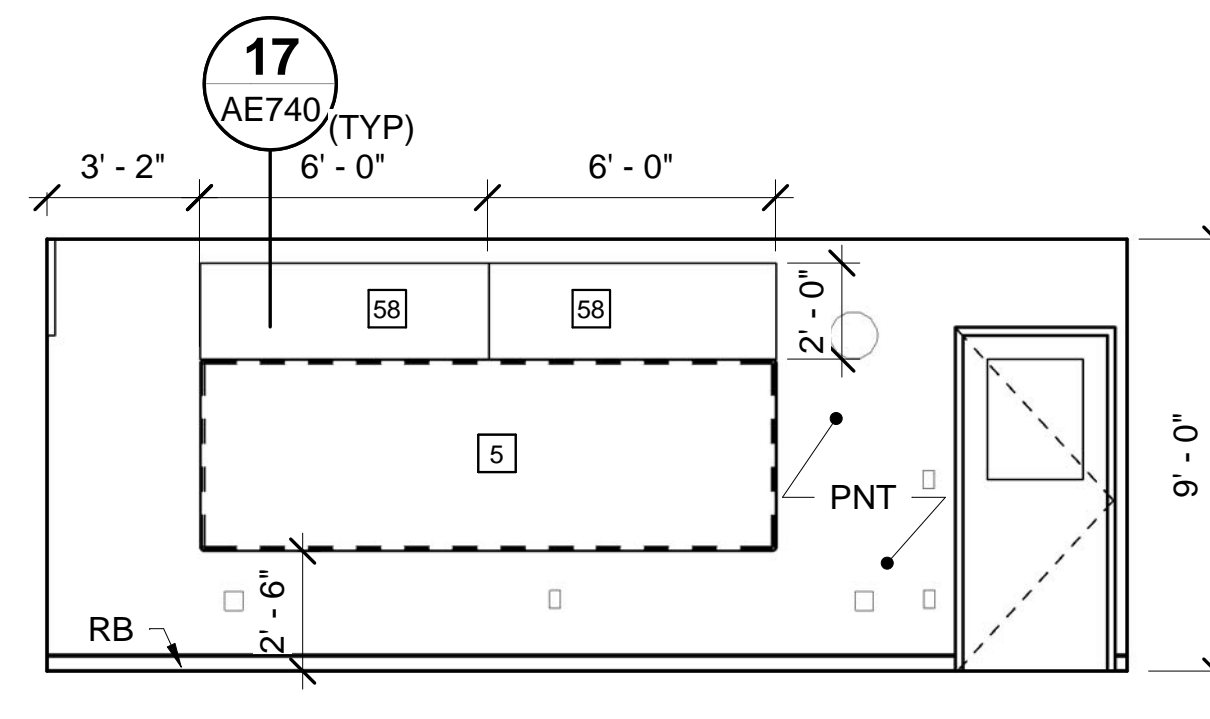 17
AE740
(TYP)
3' - 2"
6' - 0"
6' - 0"
58
58
2' - 0"
5
9' - 0"
PNT
2' - 6"
RB